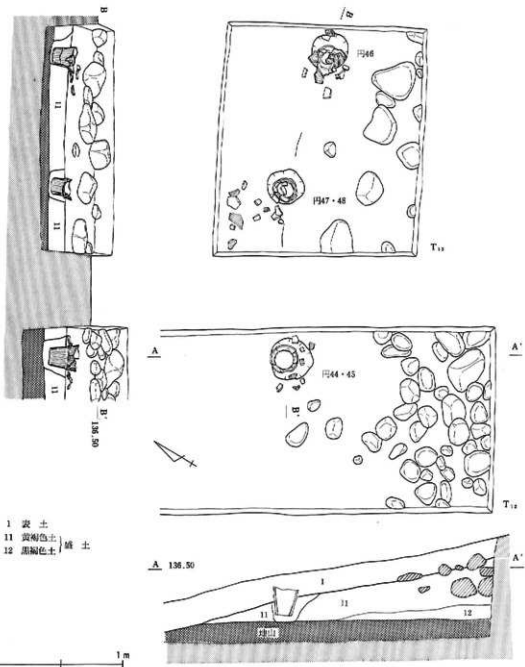 B
B
円46
11
円47・48
11
T₁₃
A
A'
円44・45
11
B'
B'
136.50
T₁₂
1 表土
11 黄褐色土
12 黒褐色土
盛土
A 136.50
A'
1
11
11
12
地山
1m